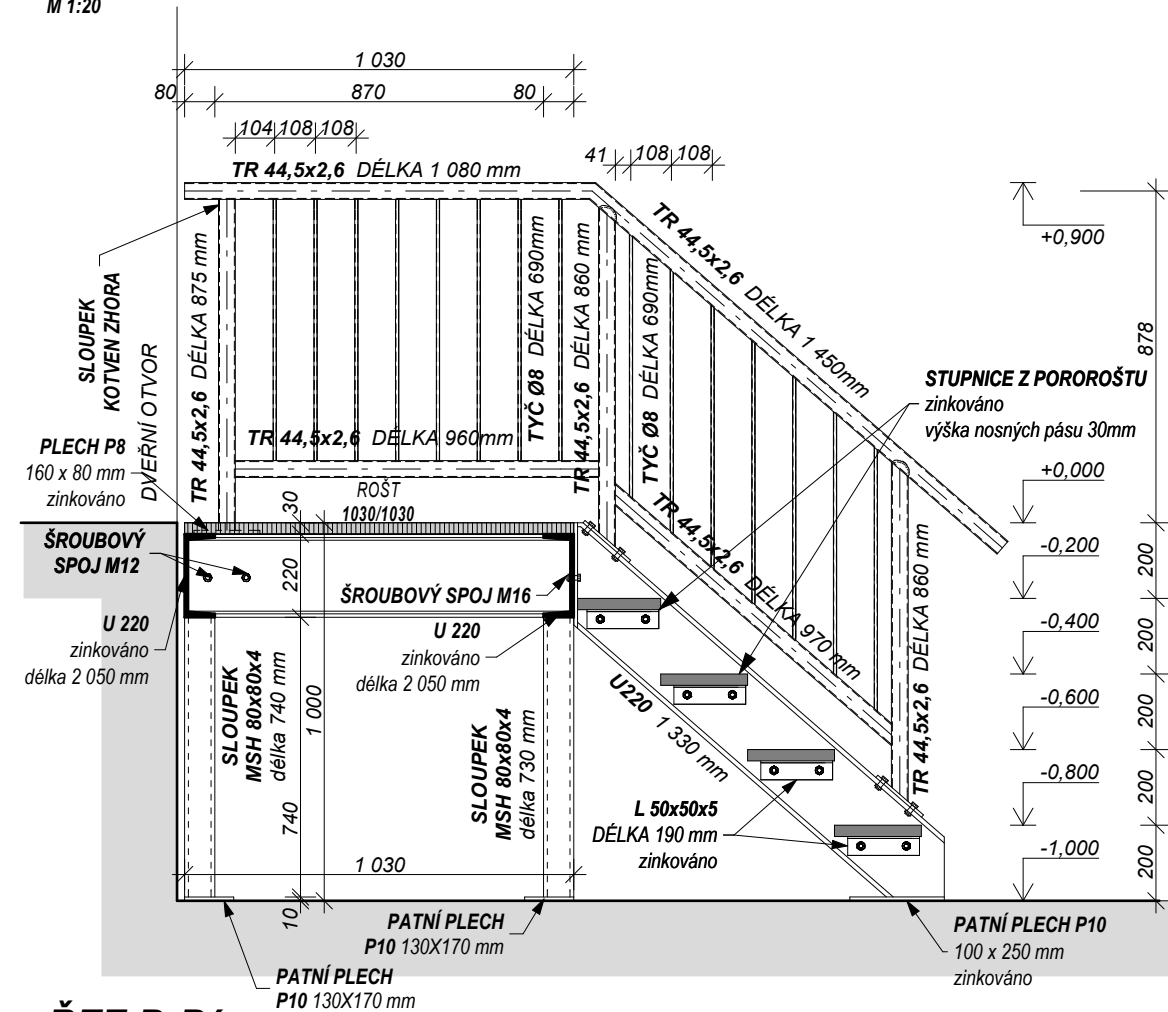 M 1:20
1 030
80 870 80
104 108 108
41 108 108
TR 44,5x2,6 DÉLKA 1 080 mm
TR 44,5x2,6 DÉLKA 1 450mm
+0,900
878
SLOUPEK
KOTVEN ZHORA
TR 44,5x2,6 DÉLKA 875 mm
TYČ Ø8 DÉLKA 690mm
TR 44,5x2,6 DÉLKA 860 mm
TYČ Ø8 DÉLKA 690mm
STUPNICE Z POROROŠTU
zinkováno
výška nosných pásu 30mm
DVEŘNÍ OTVOR
PLECH P8
160 x 80 mm
zinkováno
TR 44,5x2,6 DÉLKA 960mm
+0,000
ROŠT
1030/1030
30
TR 44,5x2,6 DÉLKA 970 mm
TR 44,5x2,6 DÉLKA 860 mm
ŠROUBOVÝ
SPOJ M12
220
ŠROUBOVÝ SPOJ M16
-0,200
200
U 220
zinkováno
délka 2 050 mm
U 220
zinkováno
délka 2 050 mm
-0,400
200
SLOUPEK
MSH 80x80x4
délka 740 mm
1 000
740
SLOUPEK
MSH 80x80x4
délka 730 mm
U220 1 330 mm
-0,600
200
-0,800
200
L 50x50x5
DÉLKA 190 mm
zinkováno
-1,000
200
1 030
10
PATNÍ PLECH
P10 130X170 mm
PATNÍ PLECH P10
100 x 250 mm
zinkováno
PATNÍ PLECH
P10 130X170 mm